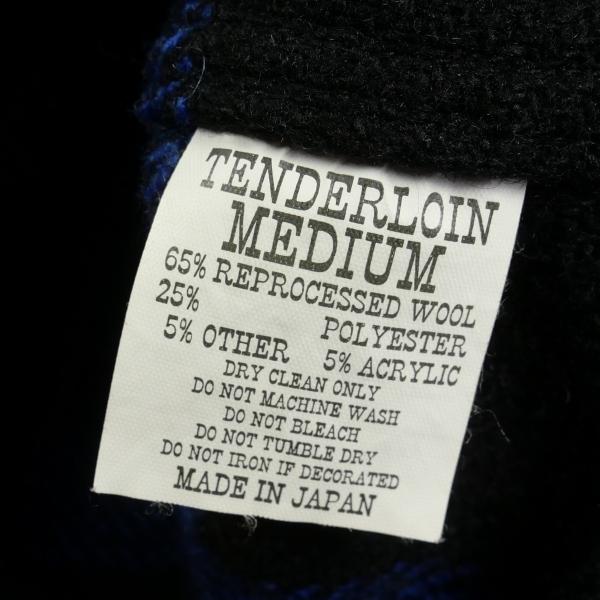 TENDERLOIN
MEDIUM
65% REPROCESSED WOOL
25% POLYESTER
5% OTHER 5% ACRYLIC
DRY CLEAN ONLY
DO NOT MACHINE WASH
DO NOT BLEACH
DO NOT TUMBLE DRY
DO NOT IRON IF DECORATED
MADE IN JAPAN